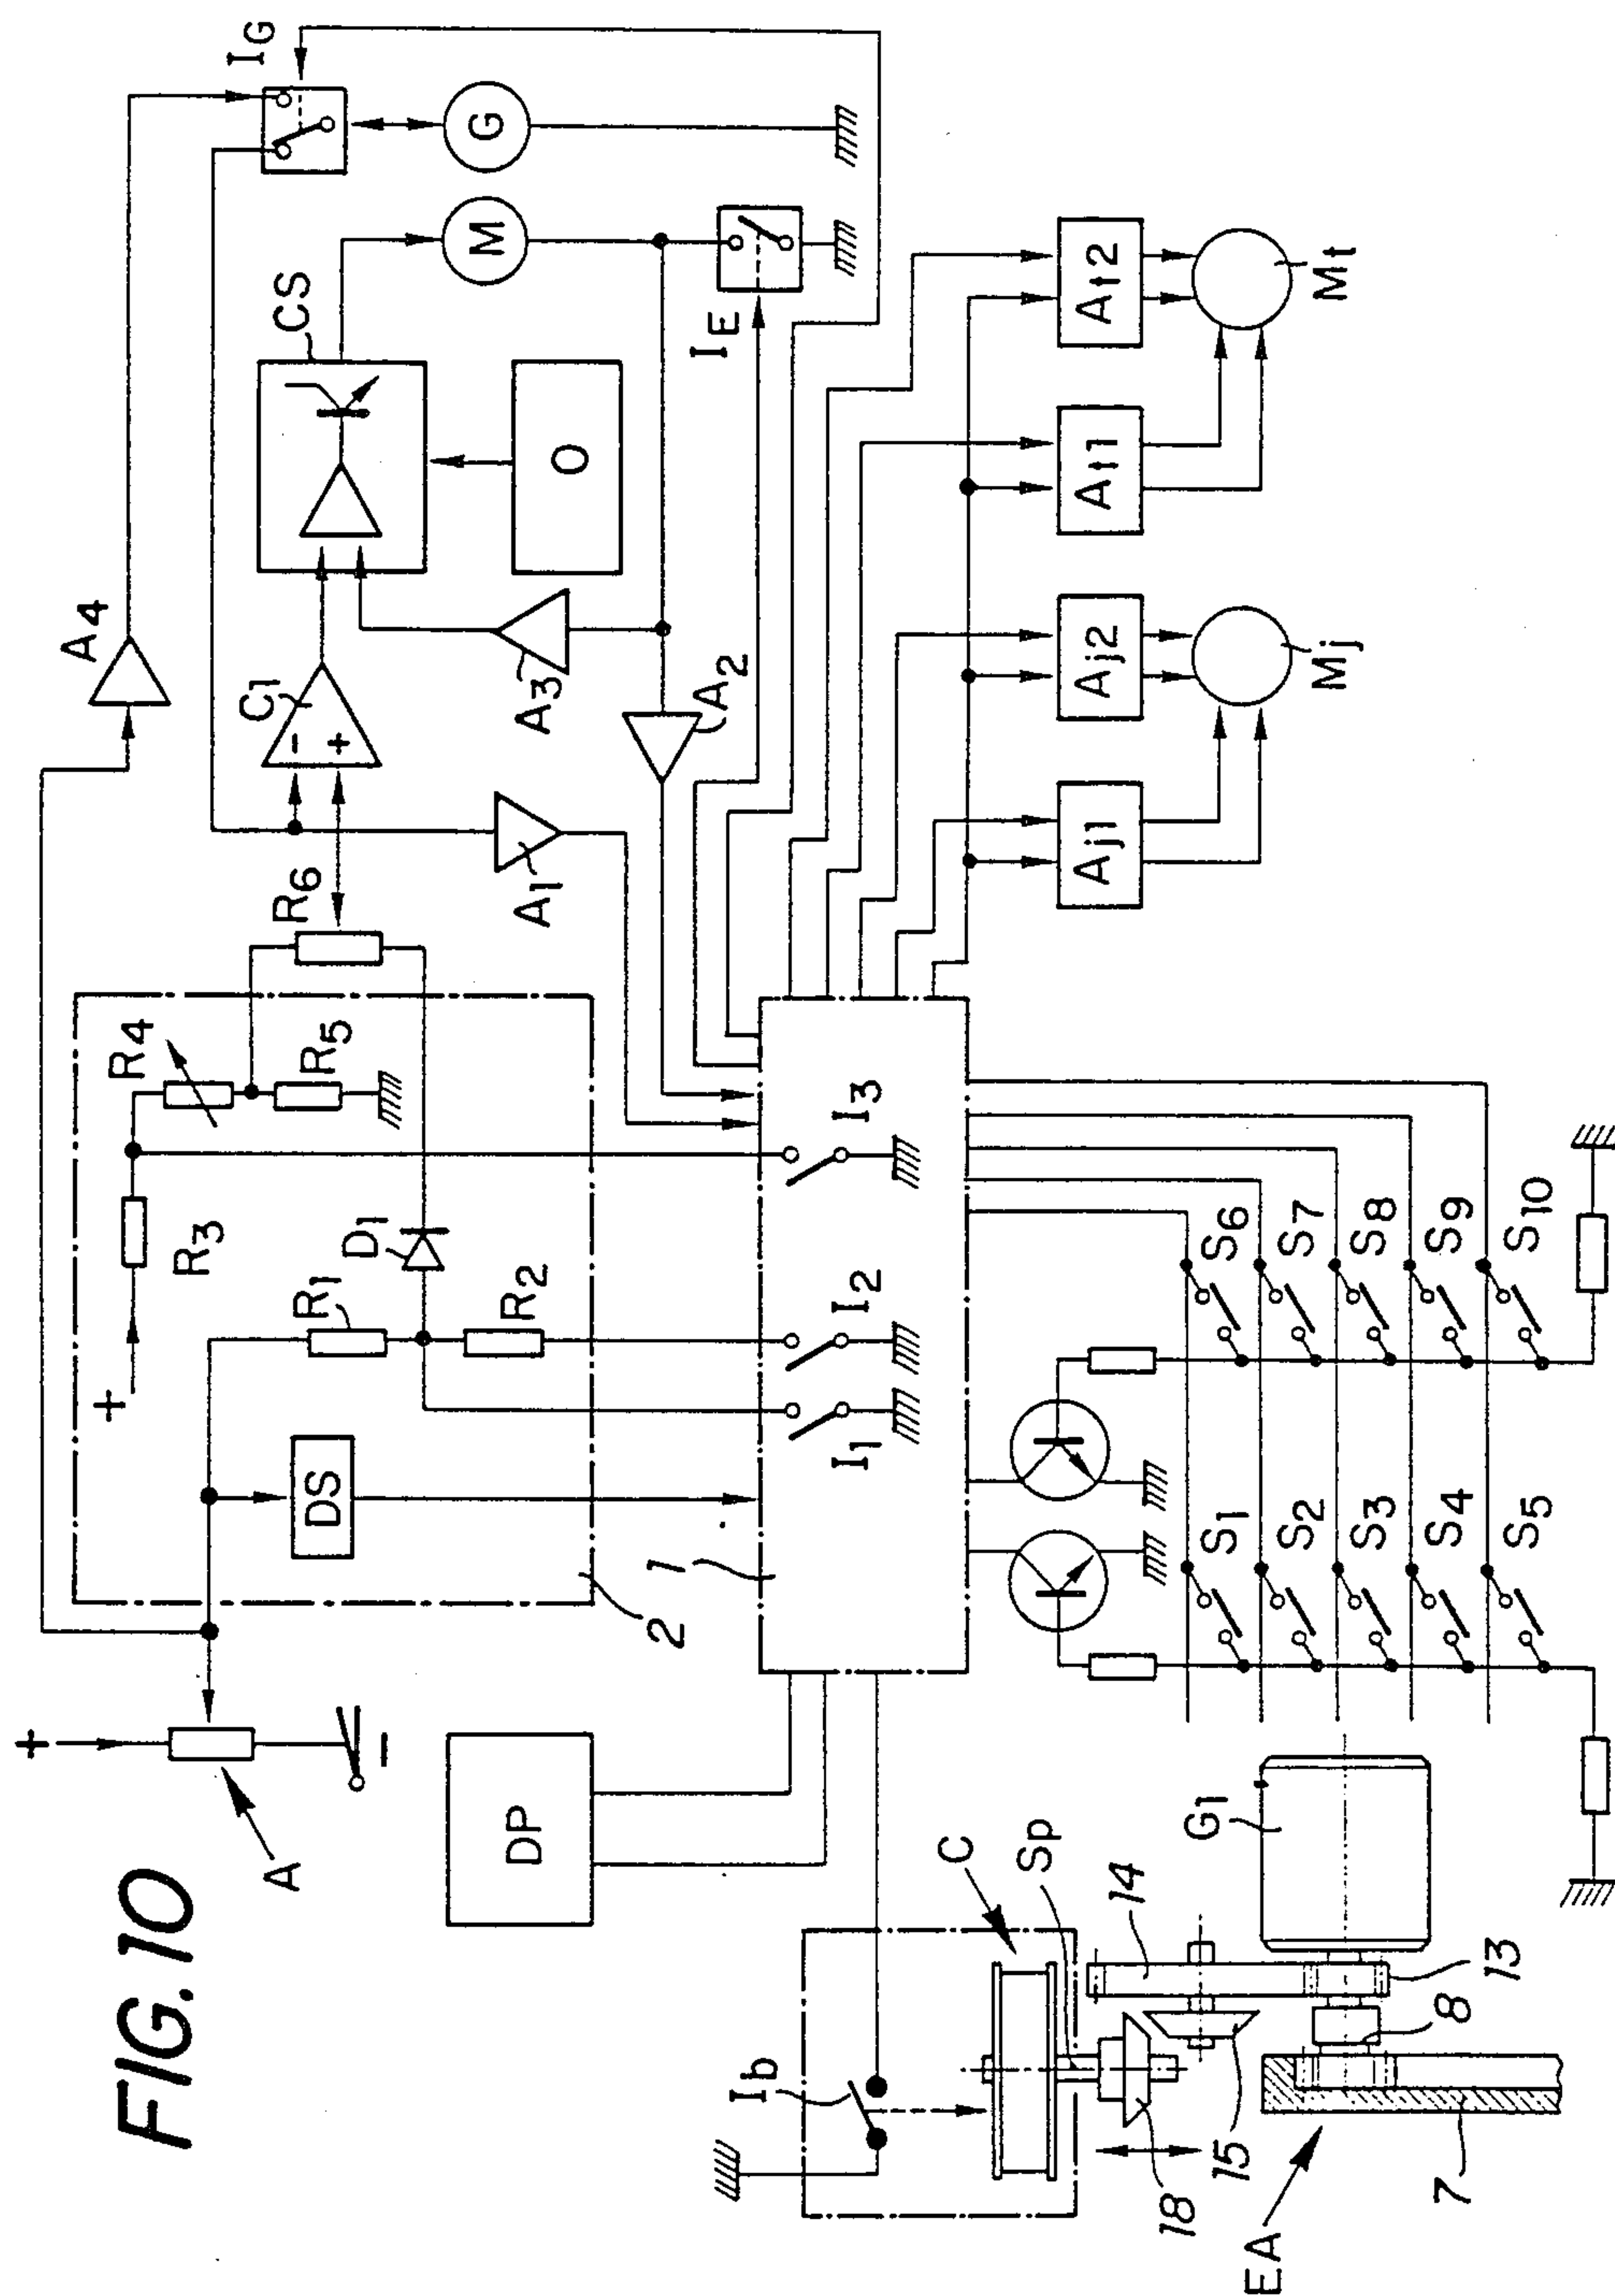 FIG. 10
A
+
−
+
R3
R4
R5
R6
DS
R1
R2
D1
2
A4
C1
−
+
CS
O
A3
A2
A1
M
G
IG
IE
1
I1
I2
I3
DP
Ib
C
Sp
18
15
14
13
8
7
EA
G1
S1
S2
S3
S4
S5
S6
S7
S8
S9
S10
Aj1
Aj2
Mj
At1
At2
Mt